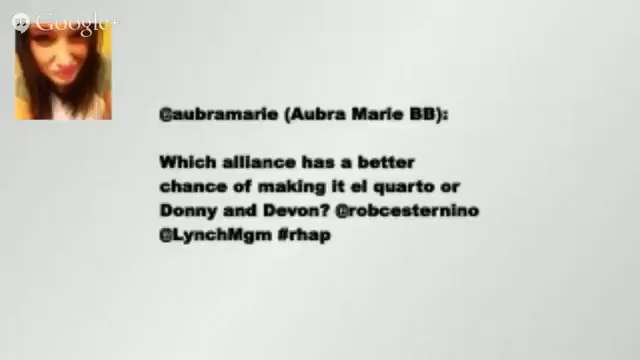 Google+
@aubramarie (Aubra Marie BB):
Which alliance has a better
chance of making it el quarto or
Donny and Devon? @robcesternino
@LynchMgm #rhap